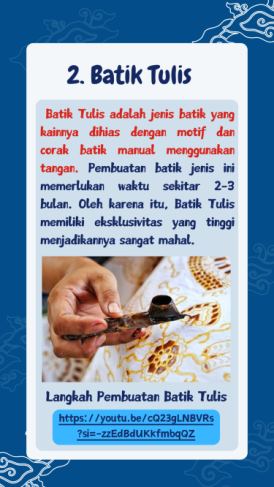 2. Batik Tulis
Batik Tulis adalah jenis batik yang
kainnya dihias dengan motif dan
corak batik manual menggunakan
tangan. Pembuatan batik jenis ini
memerlukan waktu sekitar 2-3
bulan. Oleh karena itu, Batik Tulis
memiliki eksklusivitas yang tinggi
menjadikannya sangat mahal.
Langkah Pembuatan Batik Tulis
https://youtu.be/cQ23gLN8VRs
?si=-zzEdBdUKkfmbqQZ